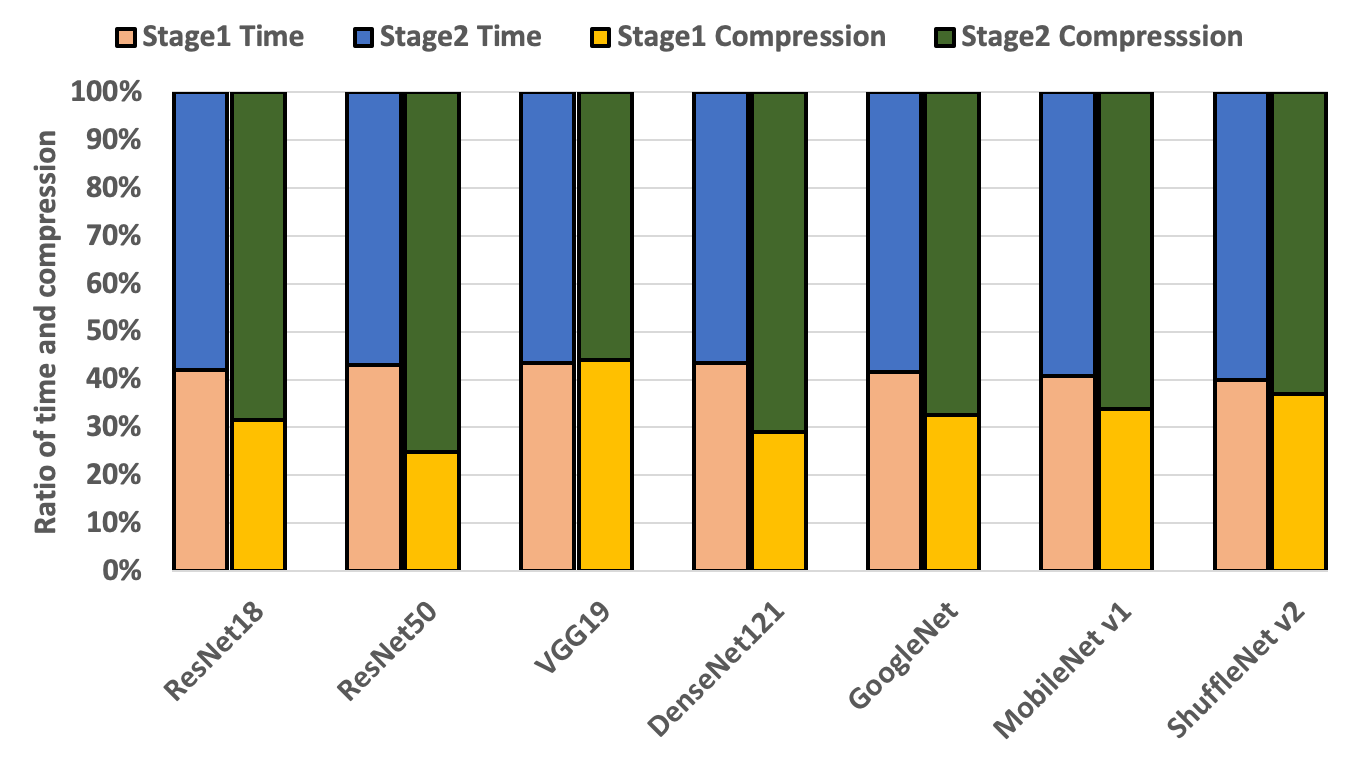 Stage1 Time Stage2 Time Stage1 Compression Stage2 Compresssion
Ratio of time and compression
100%
90%
80%
70%
60%
50%
40%
30%
20%
10%
0%
ResNet18
ResNet50
VGG19
DenseNet121
GoogleNet
MobileNet v1
ShuffleNet v2